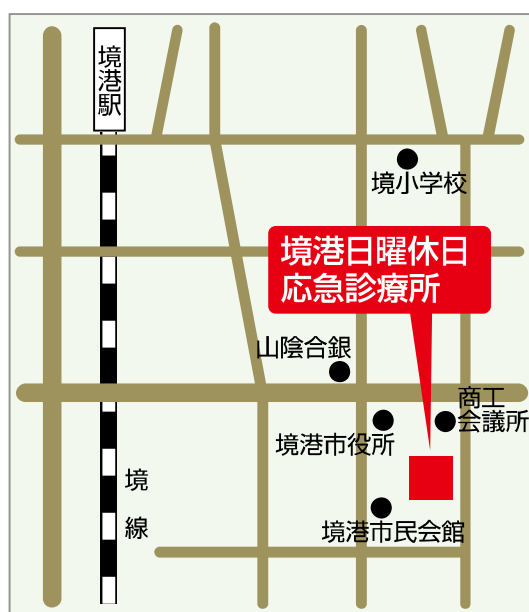 境港駅
境小学校
境港日曜休日
応急診療所
山陰合銀
商工
会議所
境港市役所
境線
境港市民会館